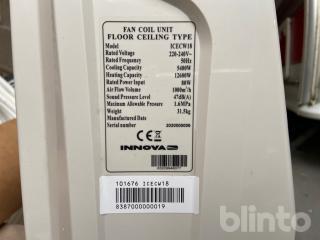 FAN COIL UNIT
FLOOR CEILING TYPE
Model ICECW18
Rated Voltage 220-240V~
Rated Frequency 50Hz
Cooling Capacity 5400W
Heating Capacity 12600W
Rated Power Input 80W
Air Flow Volume 1000m³/h
Sound Pressure Level 47dB(A)
Maximum Allowable Pressure 1.6MPa
Weight 31.5kg
Manufactured Date
Serial number
CE
INNOVA
101676 ICECW18
8387000000019
blinto